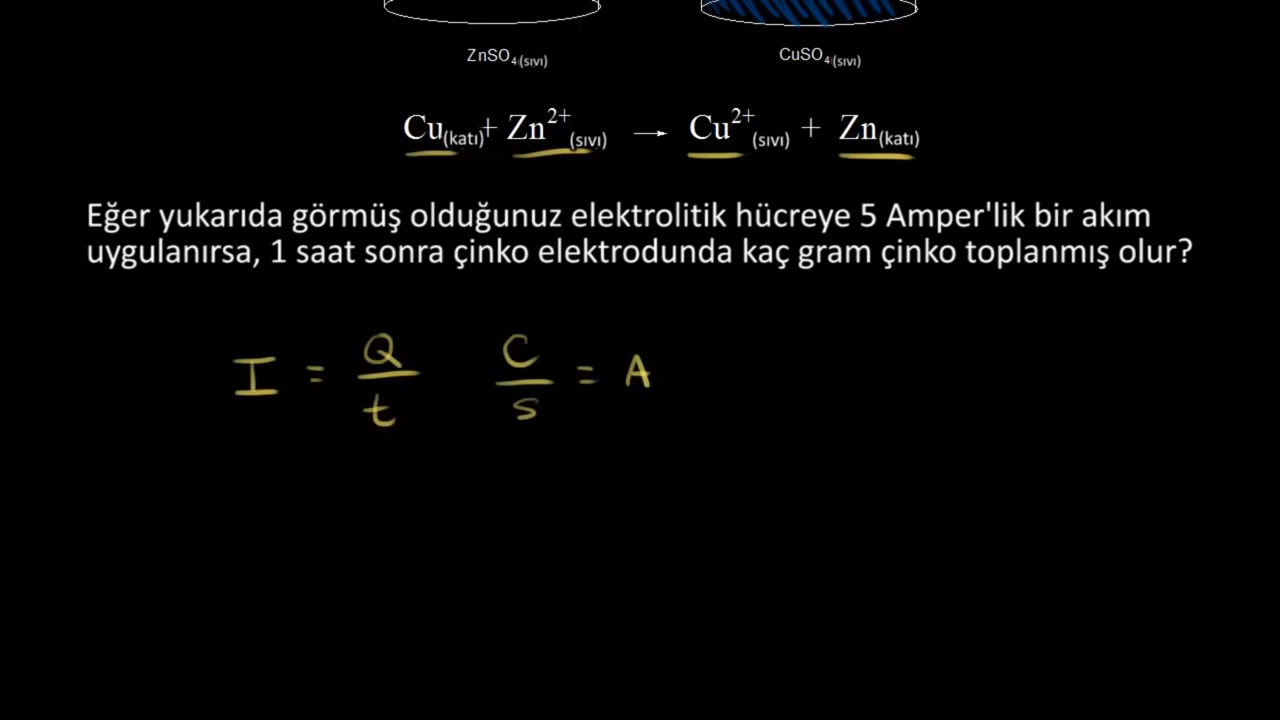 ZnSO4(sıvı) CuSO4(sıvı)
Cu(katı)+ Zn2+(sıvı) → Cu2+(sıvı) + Zn(katı)
Eğer yukarıda görmüş olduğunuz elektrolitik hücreye 5 Amper'lik bir akım
uygulanırsa, 1 saat sonra çinko elektrodunda kaç gram çinko toplanmış olur?
I = Q/t C/s = A